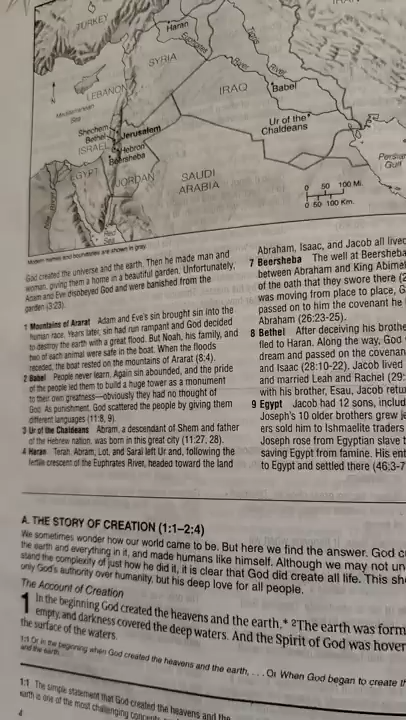 TURKEY
Haran
Euphrates
Tigris
River
River
SYRIA
LEBANON
Mediterranean
Sea
IRAQ
Babel
Shechem
Bethel
Jerusalem
ISRAEL
Hebron
Beersheba
Ur of the
Chaldeans
EGYPT
JORDAN
SAUDI
ARABIA
Persian
Gulf
Red
Sea
0 50 100 Mi.
0 50 100 Km.
Modern names and boundaries are shown in gray.
God created the universe and the earth. Then he made man and
woman, giving them a home in a beautiful garden. Unfortunately,
Adam and Eve disobeyed God and were banished from the
garden (3:23).
1 Mountains of Ararat Adam and Eve's sin brought sin into the
human race. Years later, sin had run rampant and God decided
to destroy the earth with a great flood. But Noah, his family, and
two of each animal were safe in the boat. When the floods
receded, the boat rested on the mountains of Ararat (8:4).
2 Babel People never learn. Again sin abounded, and the pride
of the people led them to build a huge tower as a monument
to their own greatness—obviously they had no thought of
God. As punishment, God scattered the people by giving them
different languages (11:8, 9).
3 Ur of the Chaldeans Abram, a descendant of Shem and father
of the Hebrew nation, was born in this great city (11:27, 28).
4 Haran Terah, Abram, Lot, and Sarai left Ur and, following the
fertile crescent of the Euphrates River, headed toward the land
Abraham, Isaac, and Jacob all lived
7 Beersheba The well at Beersheba
between Abraham and King Abimel
of the oath that they swore there (2
was moving from place to place, G
passed on to him the covenant he
Abraham (26:23-25).
8 Bethel After deceiving his brothe
fled to Haran. Along the way, God
dream and passed on the covenan
and Isaac (28:10-22). Jacob lived
and married Leah and Rachel (29:
with his brother, Esau, Jacob retu
9 Egypt Jacob had 12 sons, includ
Joseph's 10 older brothers grew je
ers sold him to Ishmaelite traders
Joseph rose from Egyptian slave t
saving Egypt from famine. His ent
to Egypt and settled there (46:3-7
A. THE STORY OF CREATION (1:1–2:4)
We sometimes wonder how our world came to be. But here we find the answer. God c
the earth and everything in it, and made humans like himself. Although we may not un
stand the complexity of just how he did it, it is clear that God did create all life. This sh
only God's authority over humanity, but his deep love for all people.
The Account of Creation
1 In the beginning God created the heavens and the earth.* 2The earth was form
empty, and darkness covered the deep waters. And the Spirit of God was hover
the surface of the waters.
1:1 Or In the beginning when God created the heavens and the earth, . . . Or When God began to create th
and the earth
1:1 The simple statement that God created the heavens and the
earth is one of the most challenging concepts
4